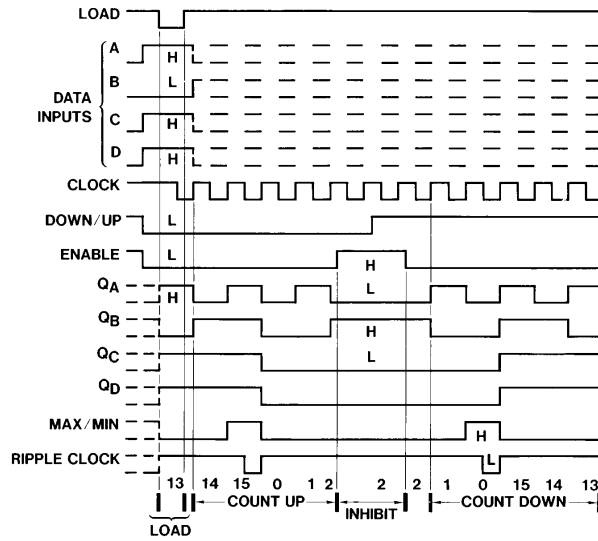 LOAD
A H
B L
DATA INPUTS
C H
D H
CLOCK
DOWN/UP L
ENABLE L H
QA H L
QB H
QC L
QD
MAX/MIN H
RIPPLE CLOCK L
13 14 15 0 1 2 2 2 1 0 15 14 13
COUNT UP INHIBIT COUNT DOWN
LOAD